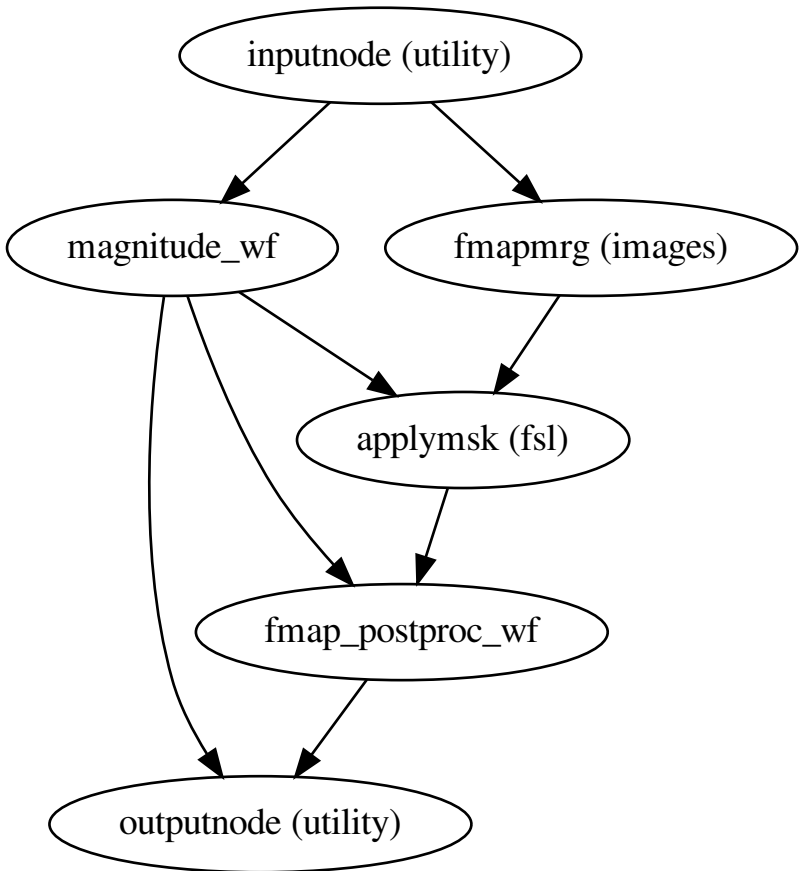 inputnode (utility)
magnitude_wf
fmapmrg (images)
applymsk (fsl)
fmap_postproc_wf
outputnode (utility)